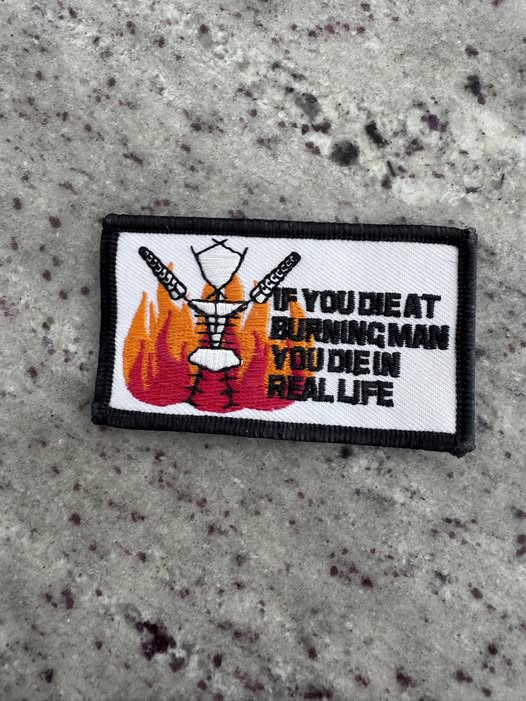 IF YOU DIE AT
BURNING MAN
YOU DIE IN
REAL LIFE